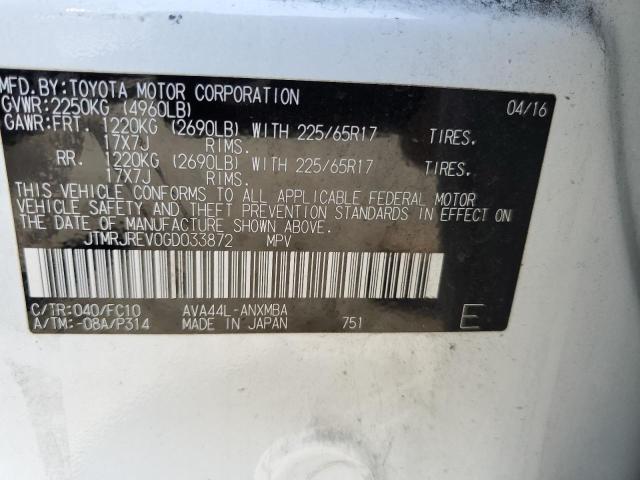 MFD.BY:TOYOTA MOTOR CORPORATION 04/16
GVWR:2250KG (4960LB)
GAWR:FRT. 1220KG (2690LB) WITH 225/65R17 TIRES.
17X7J RIMS.
RR. 1220KG (2690LB) WITH 225/65R17 TIRES.
17X7J RIMS.
THIS VEHICLE CONFORMS TO ALL APPLICABLE FEDERAL MOTOR
VEHICLE SAFETY AND THEFT PREVENTION STANDARDS IN EFFECT ON
THE DATE OF MANUFACTURE SHOWN ABOVE.
JTMRJREV0GD033872 MPV
C/TR:040/FC10 AVA44L-ANXMBA
A/TM:-08A/P314 MADE IN JAPAN 751 E